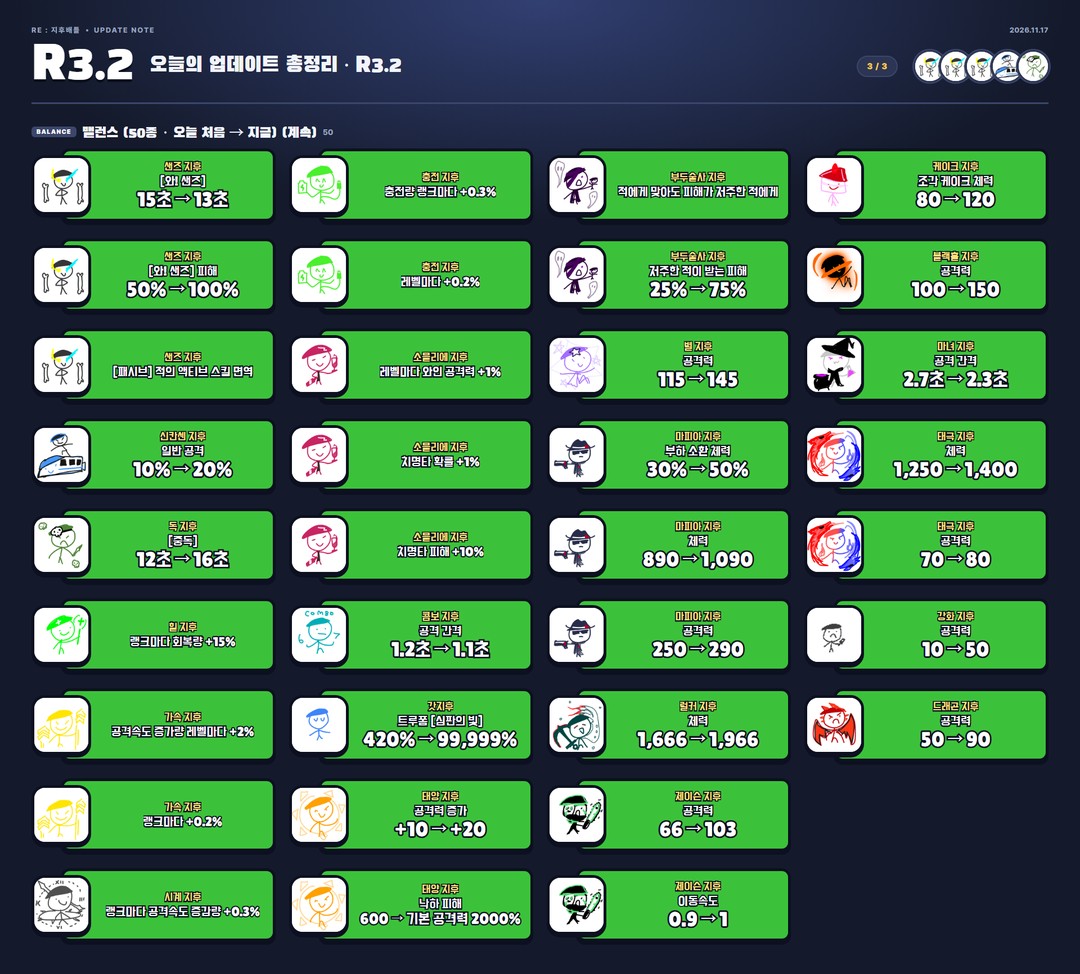 RE : 지후배틀 • UPDATE NOTE
2026.11.17
R3.2 오늘의 업데이트 총정리 · R3.2
3 / 3
BALANCE 밸런스 (50종 · 오늘 처음 → 지금) (계속) 50
샌즈 지후
[와! 샌즈]
15초 → 13초
충전 지후
충전량 랭크마다 +0.3%
부두술사 지후
적에게 맞아도 피해가 저주한 적에게
케이크 지후
조각 케이크 체력
80 → 120
샌즈 지후
[와! 샌즈] 피해
50% → 100%
충전 지후
레벨마다 +0.2%
부두술사 지후
저주한 적이 받는 피해
25% → 75%
블랙홀 지후
공격력
100 → 150
샌즈 지후
[패시브] 적의 액티브 스킬 면역
소믈리에 지후
레벨마다 와인 공격력 +1%
별 지후
공격력
115 → 145
마녀 지후
공격 간격
2.7초 → 2.3초
신칸센 지후
일반 공격
10% → 20%
소믈리에 지후
치명타 확률 +1%
마피아 지후
부하 소환 체력
30% → 50%
태극 지후
체력
1,250 → 1,400
독 지후
[중독]
12초 → 16초
소믈리에 지후
치명타 피해 +10%
마피아 지후
체력
890 → 1,090
태극 지후
공격력
70 → 80
힐 지후
랭크마다 회복량 +15%
COMBO
콤보 지후
공격 간격
1.2초 → 1.1초
마피아 지후
공격력
250 → 290
강화 지후
공격력
10 → 50
가속 지후
공격속도 증가량 레벨마다 +2%
갓지후
트루폼 [심판의 빛]
420% → 99,999%
럴커 지후
체력
1,666 → 1,966
드래곤 지후
공격력
50 → 90
가속 지후
랭크마다 +0.2%
태양 지후
공격력 증가
+10 → +20
제이슨 지후
공격력
66 → 103
시계 지후
랭크마다 공격속도 증감량 +0.3%
태양 지후
낙하 피해
600 → 기본 공격력 2000%
제이슨 지후
이동속도
0.9 → 1